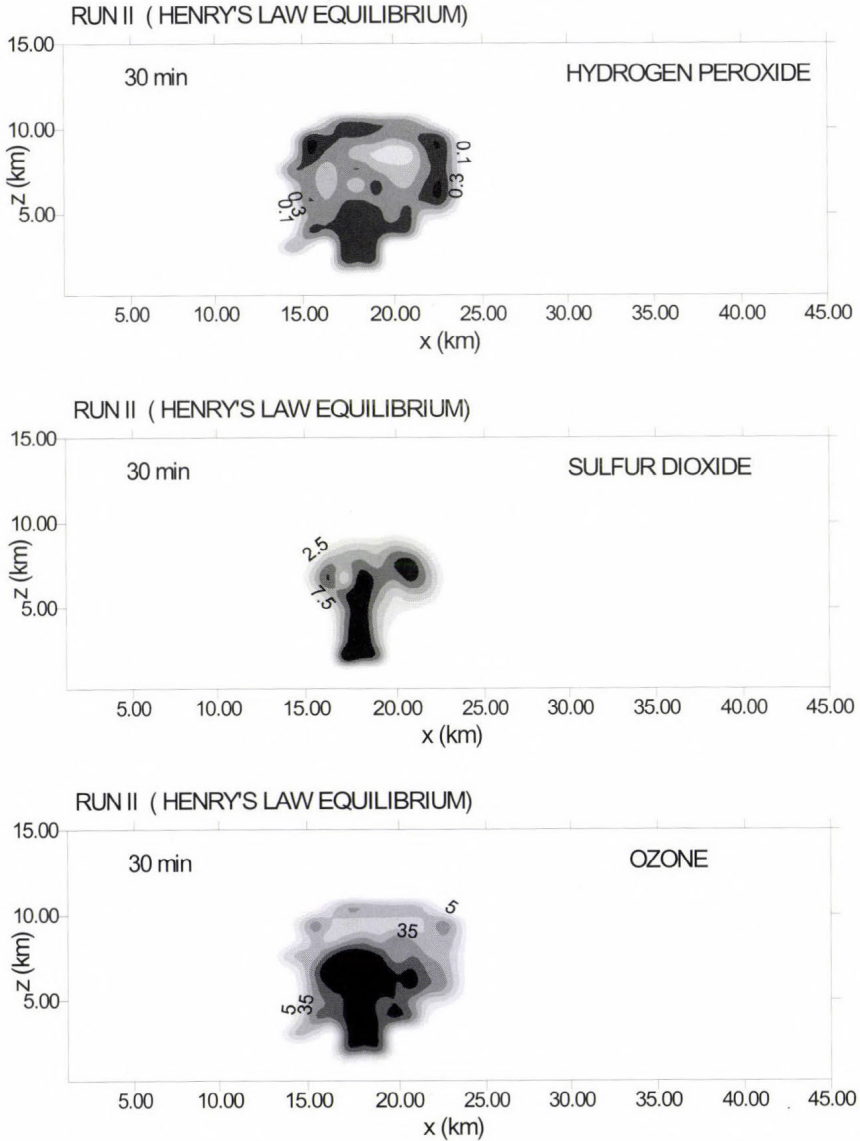 RUN II ( HENRY'S LAW EQUILIBRIUM)
15.00
30 min HYDROGEN PEROXIDE
10.00
z (km)
0.1
0.3
0.3
0.1
5.00
5.00 10.00 15.00 20.00 25.00 30.00 35.00 40.00 45.00
x (km)
RUN II ( HENRY'S LAW EQUILIBRIUM)
15.00
30 min SULFUR DIOXIDE
10.00
z (km)
2.5
7.5
5.00
5.00 10.00 15.00 20.00 25.00 30.00 35.00 40.00 45.00
x (km)
RUN II ( HENRY'S LAW EQUILIBRIUM)
15.00
30 min OZONE
10.00
z (km)
5
35
5
35
5.00
5.00 10.00 15.00 20.00 25.00 30.00 35.00 40.00 45.00
x (km)